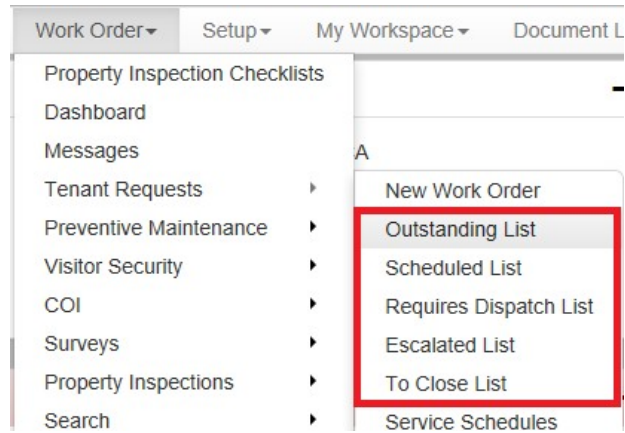 Work Order Setup My Workspace Document L
Property Inspection Checklists
Dashboard
Messages
A
Tenant Requests
Preventive Maintenance
Visitor Security
COI
Surveys
Property Inspections
Search
New Work Order
Outstanding List
Scheduled List
Requires Dispatch List
Escalated List
To Close List
Service Schedules